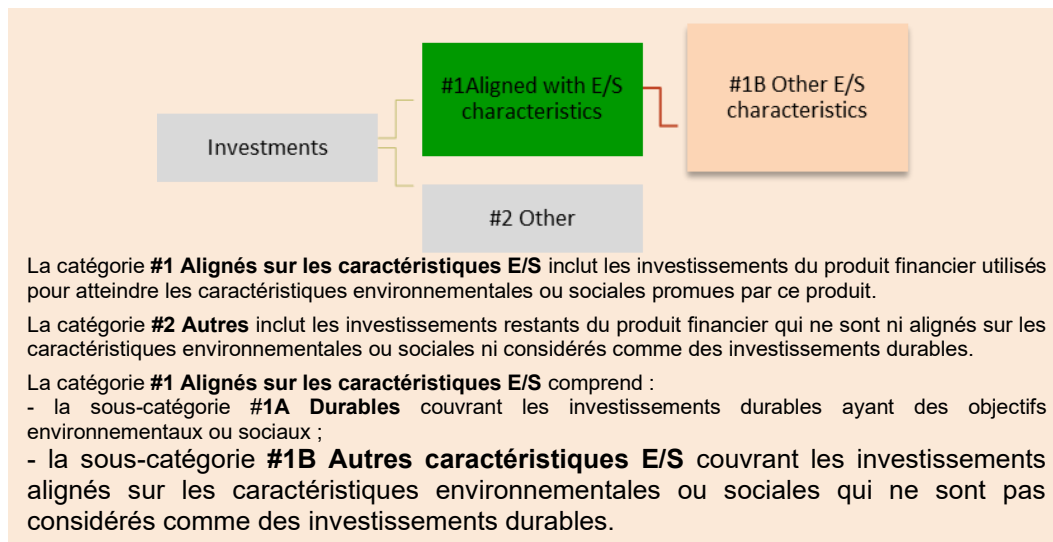 #1Aligned with E/S
characteristics
#1B Other E/S
characteristics
Investments
#2 Other
La catégorie #1 Alignés sur les caractéristiques E/S inclut les investissements du produit financier utilisés
pour atteindre les caractéristiques environnementales ou sociales promues par ce produit.
La catégorie #2 Autres inclut les investissements restants du produit financier qui ne sont ni alignés sur les
caractéristiques environnementales ou sociales ni considérés comme des investissements durables.
La catégorie #1 Alignés sur les caractéristiques E/S comprend :
- la sous-catégorie #1A Durables couvrant les investissements durables ayant des objectifs
environnementaux ou sociaux ;
- la sous-catégorie #1B Autres caractéristiques E/S couvrant les investissements
alignés sur les caractéristiques environnementales ou sociales qui ne sont pas
considérés comme des investissements durables.